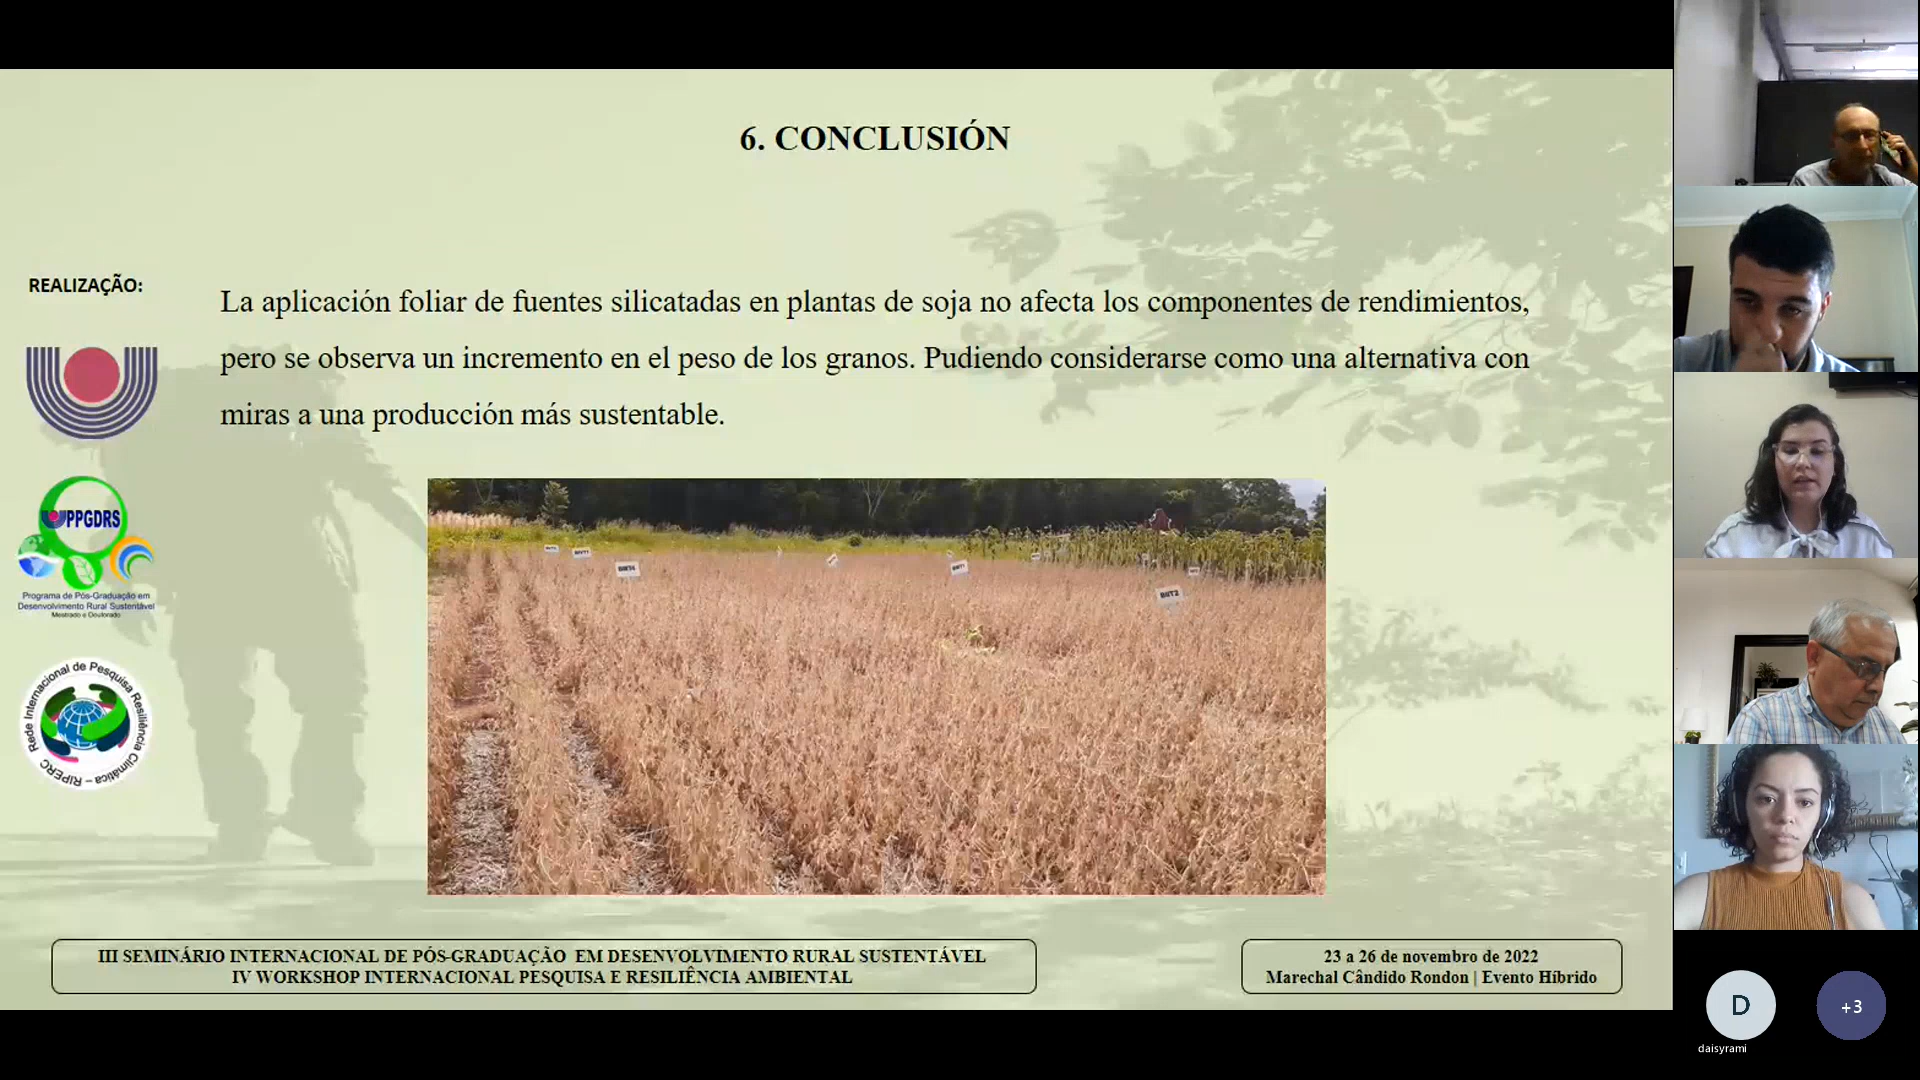 6. CONCLUSIÓN
REALIZAÇÃO:
La aplicación foliar de fuentes silicatadas en plantas de soja no afecta los componentes de rendimientos,
pero se observa un incremento en el peso de los granos. Pudiendo considerarse como una alternativa con
miras a una producción más sustentable.
PPGDRS
Programa de Pós-Graduação em
Desenvolvimento Rural Sustentável
Mestrado e Doutorado
Rede Internacional de Pesquisa Resiliência Climática – RIPERC
BIIT2
III SEMINÁRIO INTERNACIONAL DE PÓS-GRADUAÇÃO EM DESENVOLVIMENTO RURAL SUSTENTÁVEL
IV WORKSHOP INTERNACIONAL PESQUISA E RESILIÊNCIA AMBIENTAL
23 a 26 de novembro de 2022
Marechal Cândido Rondon | Evento Híbrido
D
+3
daisyrami